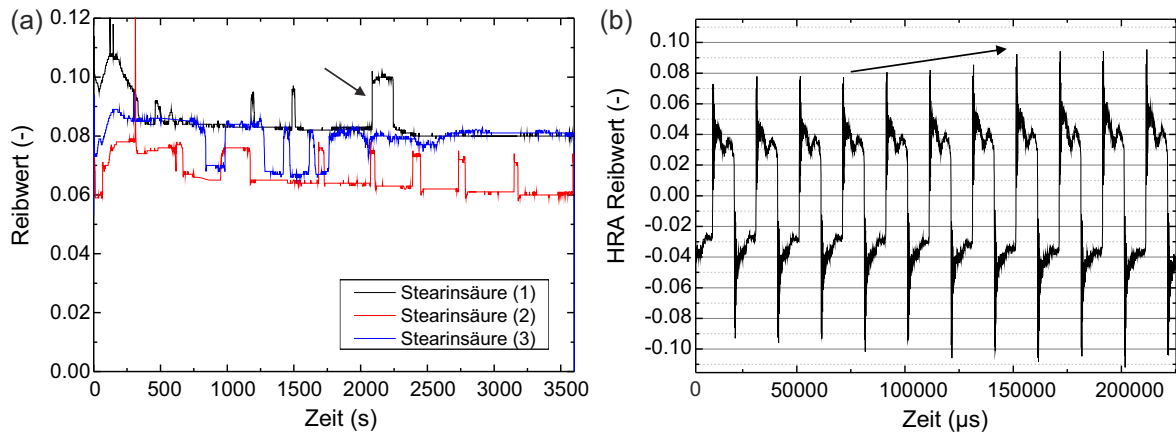 (a)
Reibwert (-)
0.12
0.10
0.08
0.06
0.04
0.02
0.00
Stearinsäure (1)
Stearinsäure (2)
Stearinsäure (3)
0 500 1000 1500 2000 2500 3000 3500
Zeit (s)
(b)
HRA Reibwert (-)
0.10
0.08
0.06
0.04
0.02
0.00
-0.02
-0.04
-0.06
-0.08
-0.10
0 50000 100000 150000 200000
Zeit (µs)